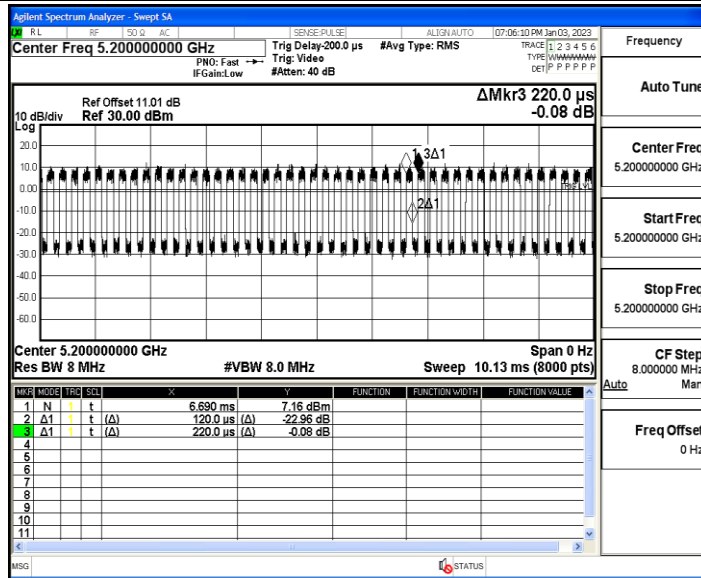 Agilent Spectrum Analyzer - Swept SA
RL RF 50 Ω AC SENSE:PULSE ALIGN AUTO 07:06:10 PM Jan 03, 2023
Center Freq 5.200000000 GHz
PNO: Fast
IFGain:Low
Trig Delay-200.0 µs
Trig: Video
#Atten: 40 dB
#Avg Type: RMS
TRACE 1 2 3 4 5 6
TYPE
DET P P P P P P
ΔMkr3 220.0 µs
-0.08 dB
10 dB/div
Log
Ref Offset 11.01 dB
Ref 30.00 dBm
20.0
10.0
0.00
-10.0
-20.0
-30.0
-40.0
-50.0
-60.0
1 3Δ1
2Δ1
TRIG LVL
Center 5.200000000 GHz Span 0 Hz
Res BW 8 MHz #VBW 8.0 MHz Sweep 10.13 ms (8000 pts)
MKR MODE TRC SCL X Y FUNCTION FUNCTION WIDTH FUNCTION VALUE
1 N 1 t 6.690 ms 7.16 dBm
2 Δ1 1 t (Δ) 120.0 µs (Δ) -22.96 dB
3 Δ1 1 t (Δ) 220.0 µs (Δ) -0.08 dB
4
5
6
7
8
9
10
11
MSG STATUS
Frequency
Auto Tune
Center Freq
5.200000000 GHz
Start Freq
5.200000000 GHz
Stop Freq
5.200000000 GHz
CF Step
8.000000 MHz
Auto Man
Freq Offset
0 Hz